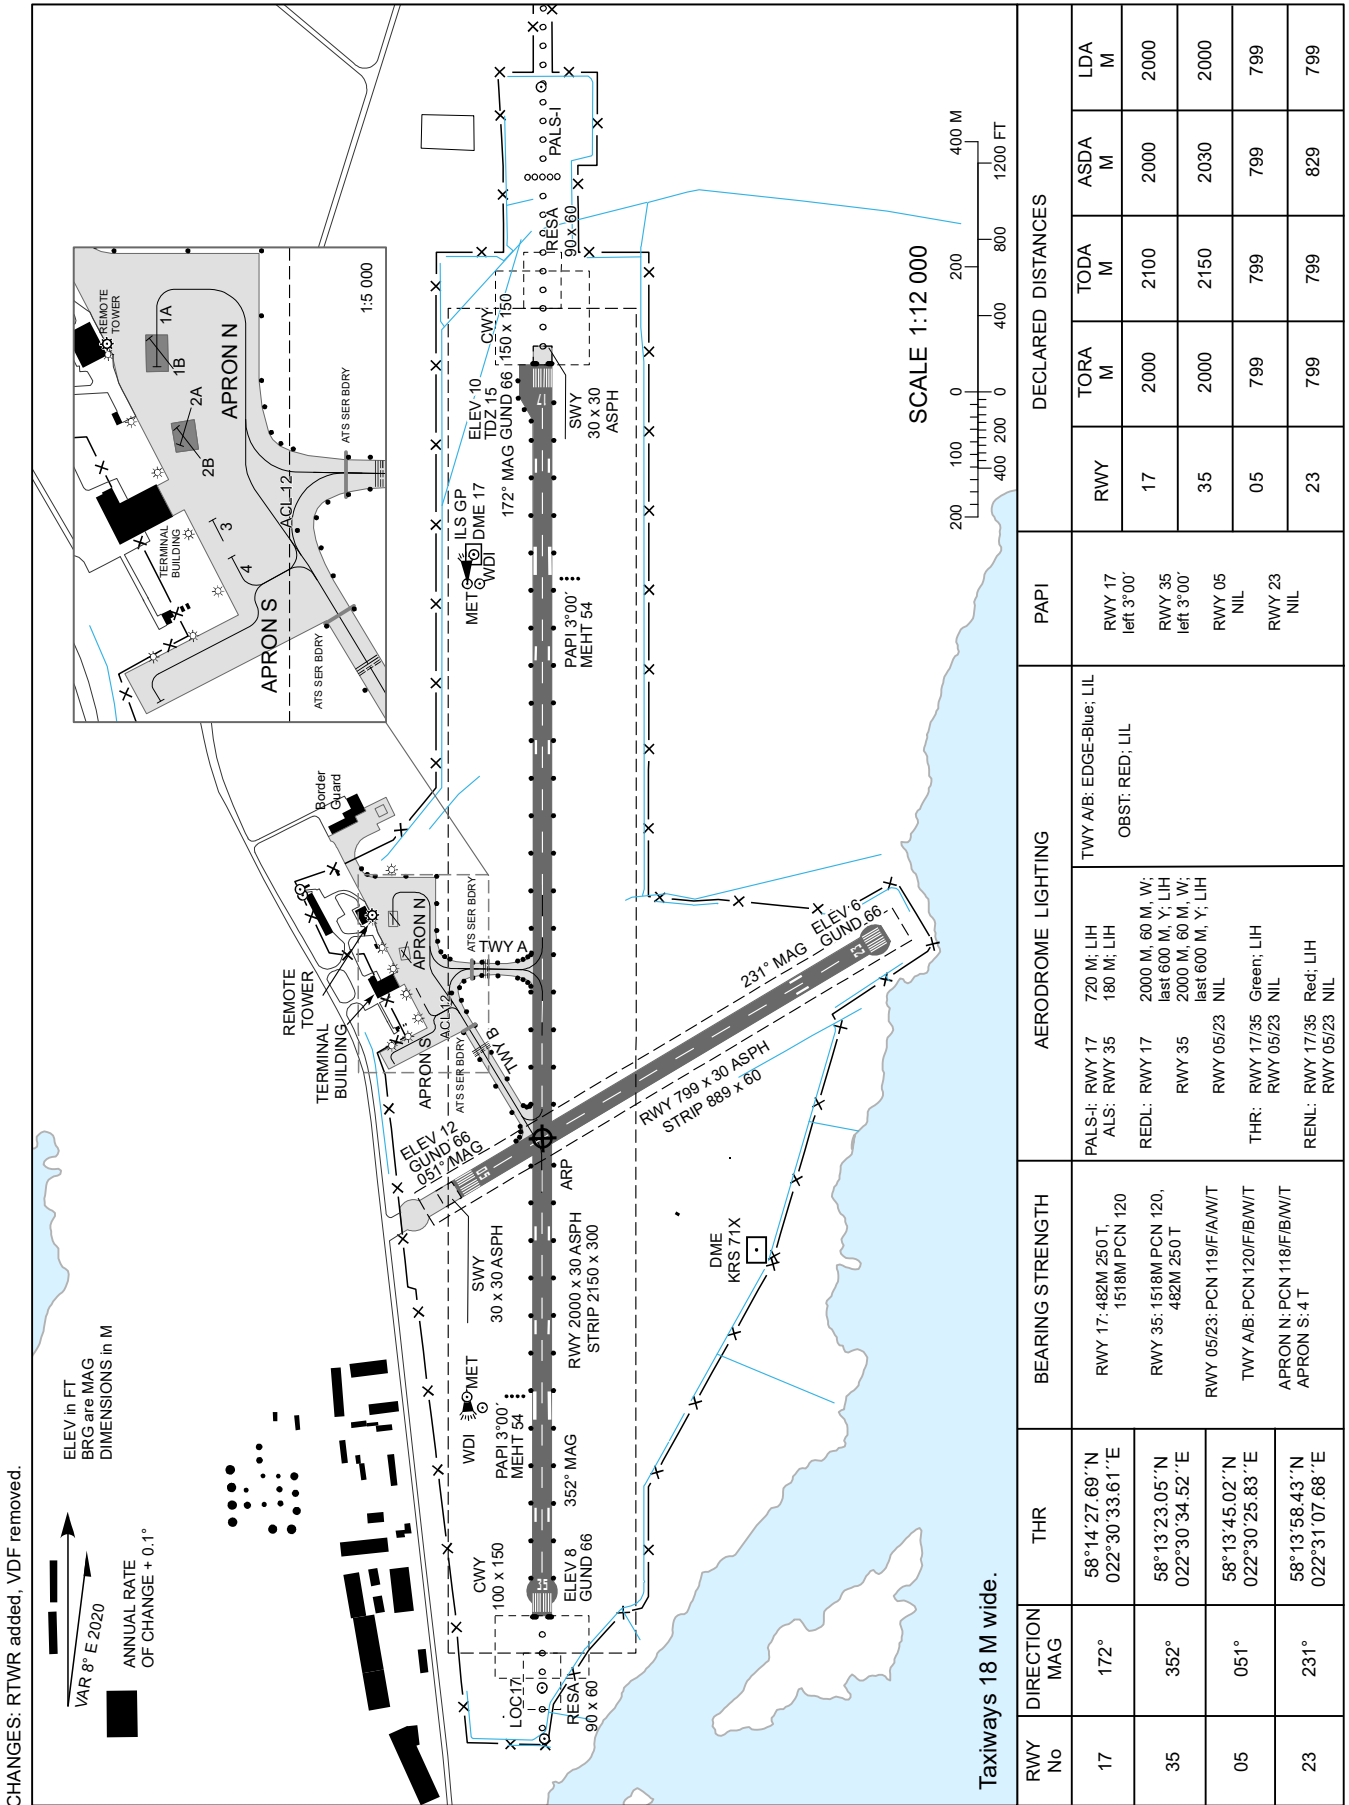 CHANGES: RTWR added, VDF removed.
VAR 8° E 2020
ANNUAL RATE
OF CHANGE + 0.1°
ELEV in FT
BRG are MAG
DIMENSIONS in M
REMOTE
TOWER
TERMINAL
BUILDING
APRON N
APRON S
1A
1B
2A
2B
3
4
ACL 12
ATS SER BDRY
ATS SER BDRY
1:5 000
Border
Guard
REMOTE
TOWER
TERMINAL
BUILDING
APRON N
APRON S
ACL 12
ATS SER BDRY
ATS SER BDRY
TWY A
TWY B
LOC17
RESA
90 x 60
CWY
100 x 150
ELEV 8
GUND 66
35
352° MAG
PAPI 3°00´
MEHT 54
WDI
MET
SWY
30 x 30 ASPH
RWY 2000 x 30 ASPH
STRIP 2150 x 300
ELEV 12
GUND 66
051° MAG
05
ARP
RWY 799 x 30 ASPH
STRIP 889 x 60
231° MAG
ELEV 6
GUND 66
23
DME
KRS 71X
MET
WDI
ILS GP
DME 17
PAPI 3°00´
MEHT 54
172° MAG
ELEV 10
TDZ 15
GUND 66
17
SWY
30 x 30
ASPH
CWY
150 x 150
RESA
90 x 60
PALS-I
SCALE 1:12 000
200 100 0 200 400 M
400 200 0 400 800 1200 FT
Taxiways 18 M wide.
RWY
No
DIRECTION
MAG
THR
BEARING STRENGTH
AERODROME LIGHTING
PAPI
DECLARED DISTANCES
17
172°
58°14´27.69´´N
022°30´33.61´´E
35
352°
58°13´23.05´´N
022°30´34.52´´E
05
051°
58°13´45.02´´N
022°30´25.83´´E
23
231°
58°13´58.43´´N
022°31´07.68´´E
RWY 17: 482M 250 T,
1518M PCN 120
RWY 35: 1518M PCN 120,
482M 250 T
RWY 05/23: PCN 119/F/A/W/T
TWY A/B: PCN 120/F/B/W/T
APRON N: PCN 118/F/B/W/T
APRON S: 4 T
PALS-I: RWY 17 720 M; LIH
ALS: RWY 35 180 M; LIH
REDL: RWY 17 2000 M, 60 M, W;
last 600 M, Y; LIH
RWY 35 2000 M, 60 M, W;
last 600 M, Y; LIH
RWY 05/23 NIL
THR: RWY 17/35 Green; LIH
RWY 05/23 NIL
RENL: RWY 17/35 Red; LIH
RWY 05/23 NIL
TWY A/B: EDGE-Blue; LIL
OBST: RED; LIL
RWY 17
left 3°00´
RWY 35
left 3°00´
RWY 05
NIL
RWY 23
NIL
RWY
TORA
M
TODA
M
ASDA
M
LDA
M
17 2000 2100 2000 2000
35 2000 2150 2030 2000
05 799 799 799 799
23 799 799 829 799